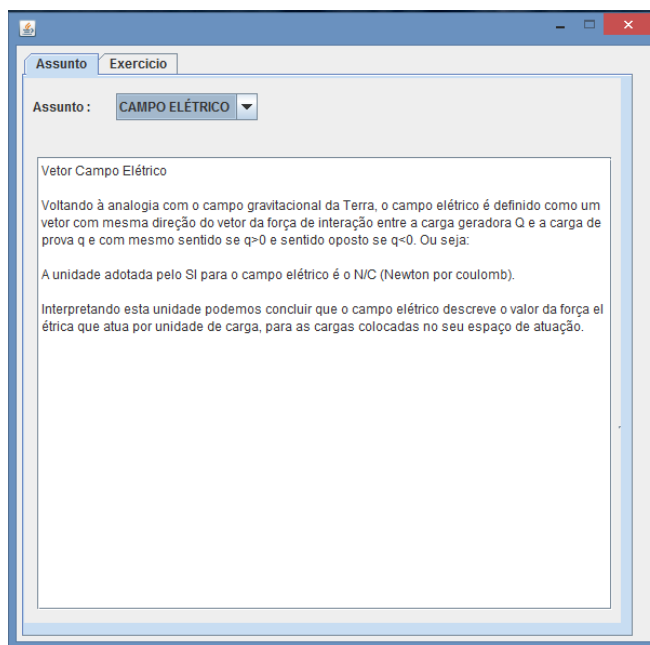 Assunto Exercicio
Assunto : CAMPO ELÉTRICO
Vetor Campo Elétrico
Voltando à analogia com o campo gravitacional da Terra, o campo elétrico é definido como um
vetor com mesma direção do vetor da força de interação entre a carga geradora Q e a carga de
prova q e com mesmo sentido se q>0 e sentido oposto se q<0. Ou seja:
A unidade adotada pelo SI para o campo elétrico é o N/C (Newton por coulomb).
Interpretando esta unidade podemos concluir que o campo elétrico descreve o valor da força el
étrica que atua por unidade de carga, para as cargas colocadas no seu espaço de atuação.